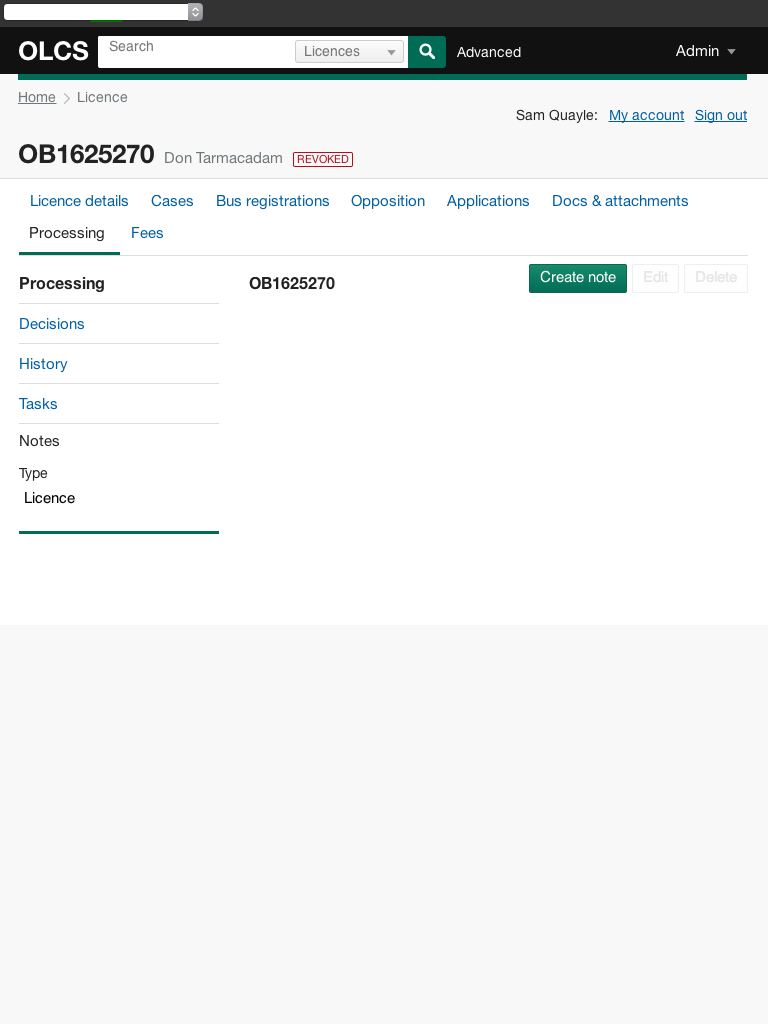 OLCS Search Licences Advanced Admin
Home Licence
Sam Quayle: My account Sign out
OB1625270 Don Tarmacadam REVOKED
Licence details Cases Bus registrations Opposition Applications Docs & attachments
Processing Fees
Processing
OB1625270
Create note Edit Delete
Decisions
History
Tasks
Notes
Type
Licence